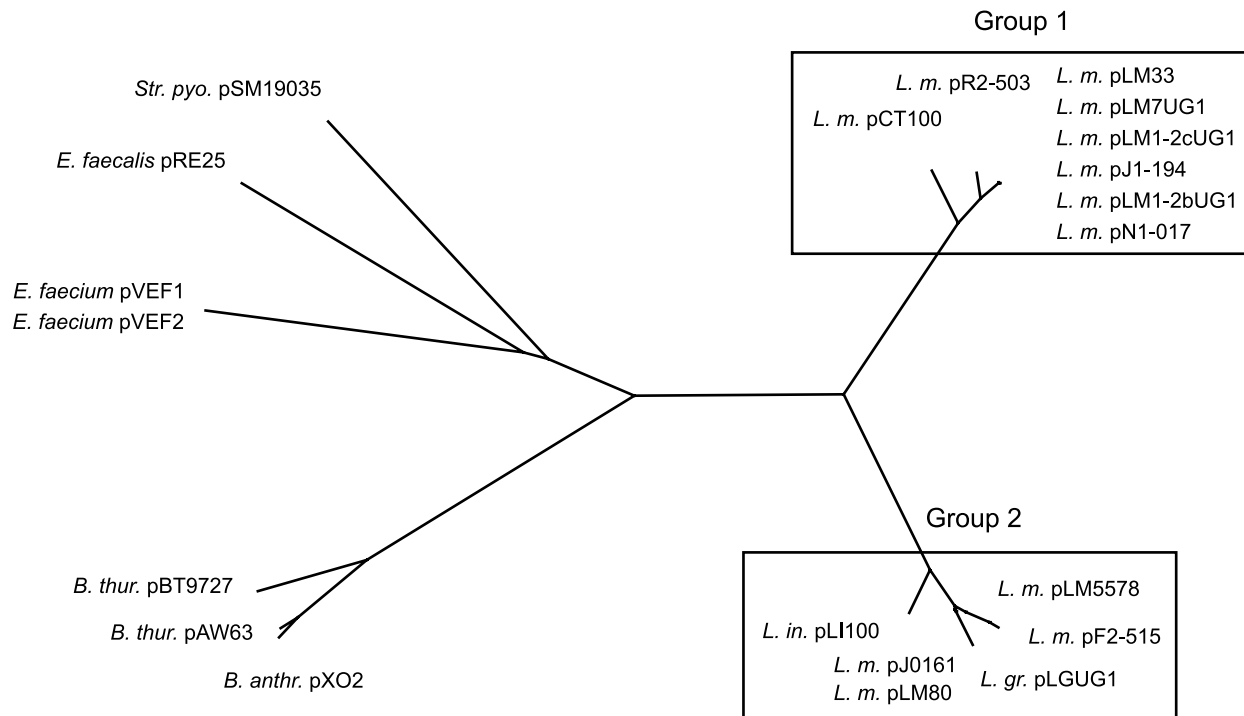 Group 1
Str. pyo. pSM19035
E. faecalis pRE25
E. faecium pVEF1
E. faecium pVEF2
L. m. pR2-503
L. m. pCT100
L. m. pLM33
L. m. pLM7UG1
L. m. pLM1-2cUG1
L. m. pJ1-194
L. m. pLM1-2bUG1
L. m. pN1-017
Group 2
B. thur. pBT9727
B. thur. pAW63
B. anthr. pXO2
L. m. pLM5578
L. in. pLI100
L. m. pF2-515
L. m. pJ0161
L. m. pLM80
L. gr. pLGUG1